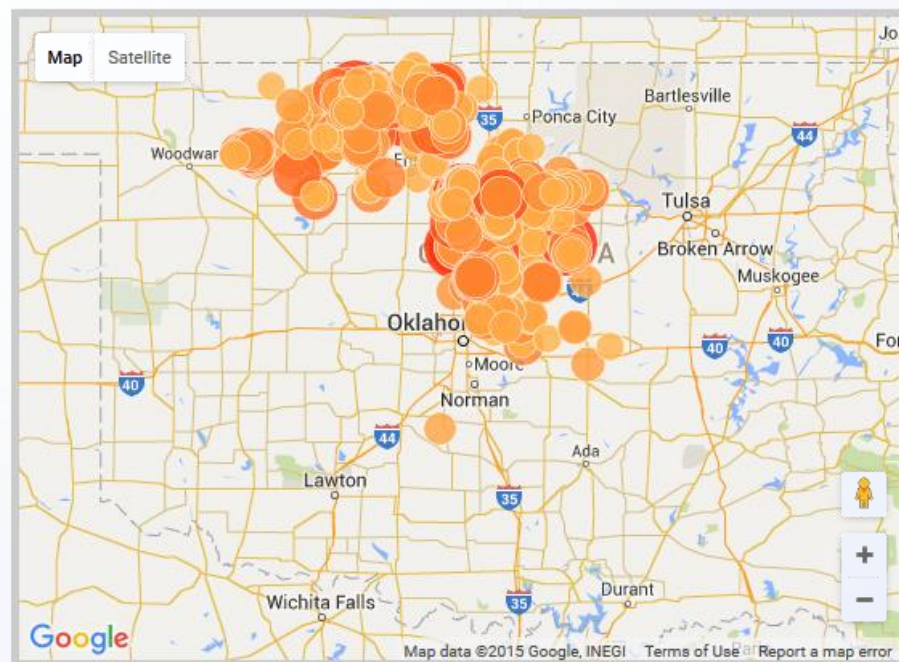 Map Satellite
Jo
35
Ponca City
Bartlesville
44
Woodwar
Tulsa
Broken Arrow
A
Muskogee
Oklaho
40
40
For
Moore
40
Norman
44
Ada
Lawton
35
Durant
Wichita Falls
35
Google
Map data ©2015 Google, INEGI Terms of Use Report a map error